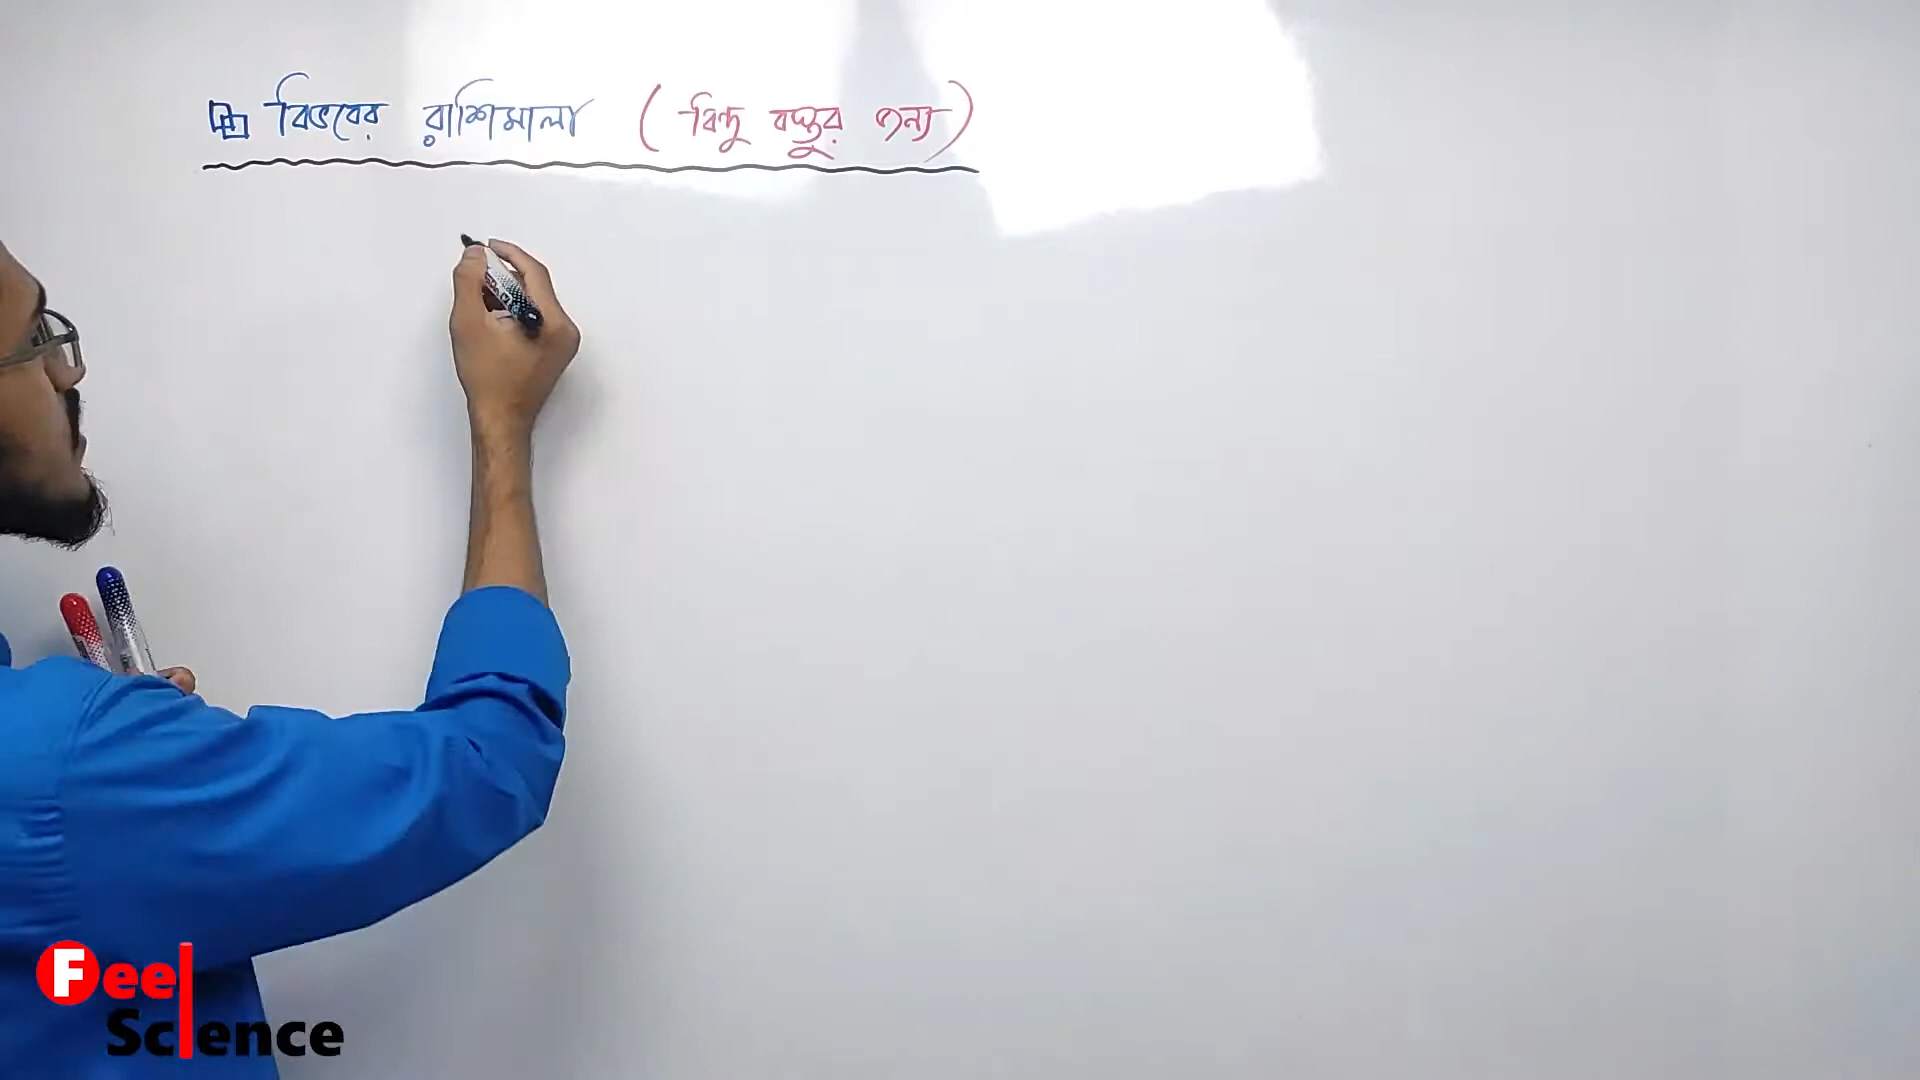 বিভবের রাশিমালা ( বিন্দু বস্তুর জন্য )
Feel
Science